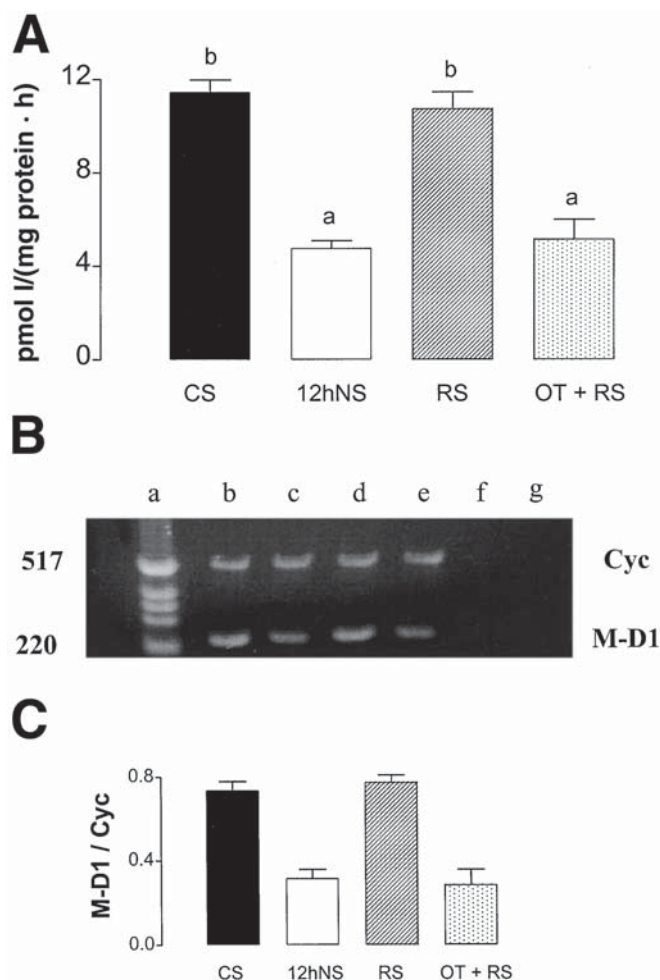 A
pmol I/(mg protein · h)
12
8
4
0
b
a
b
a
CS 12hNS RS OT + RS
B
a b c d e f g
517 Cyc
220 M-D1
C
M-D1 / Cyc
0.8
0.4
0.0
CS 12hNS RS OT + RS